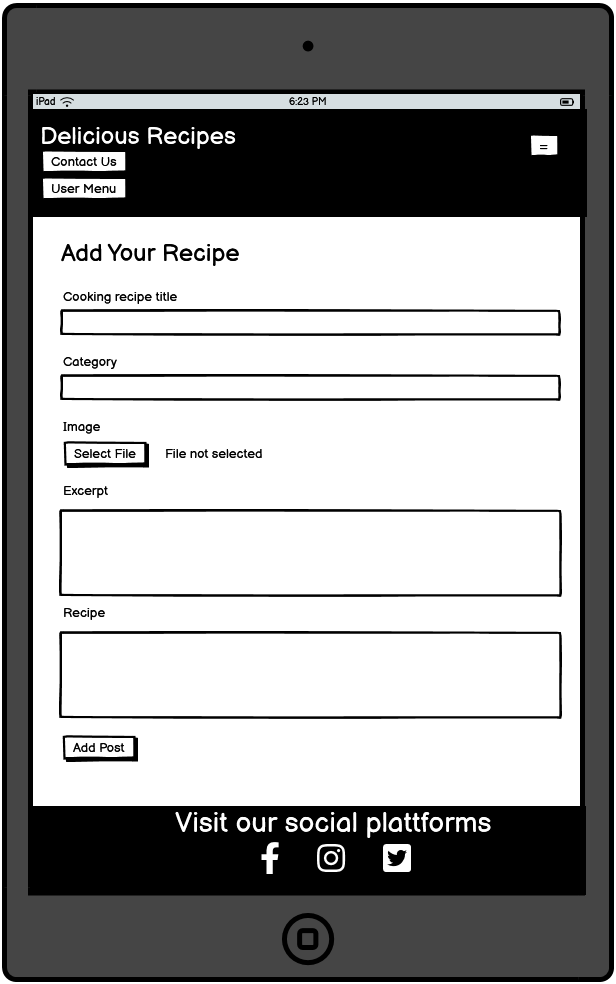 iPad 6:23 PM
Delicious Recipes
=
Contact Us
User Menu
Add Your Recipe
Cooking recipe title
Category
Image
Select File File not selected
Excerpt
Recipe
Add Post
Visit our social plattforms